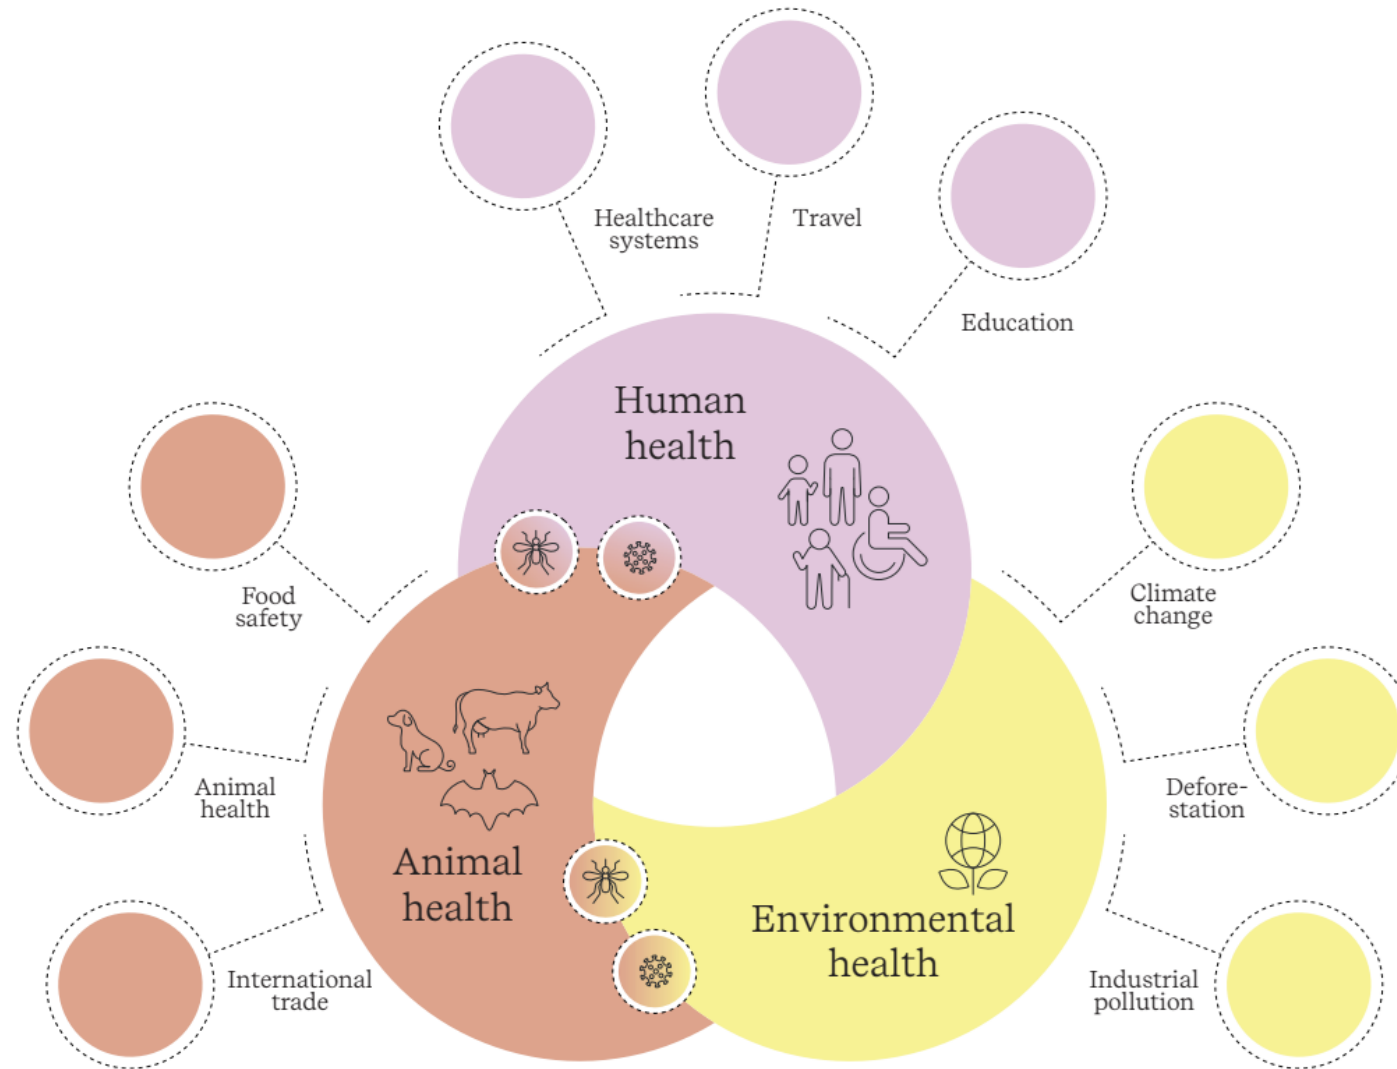 Healthcare
systems
Travel
Education
Human
health
Food
safety
Climate
change
Animal
health
Defore-
station
Animal
health
Environmental
health
International
trade
Industrial
pollution